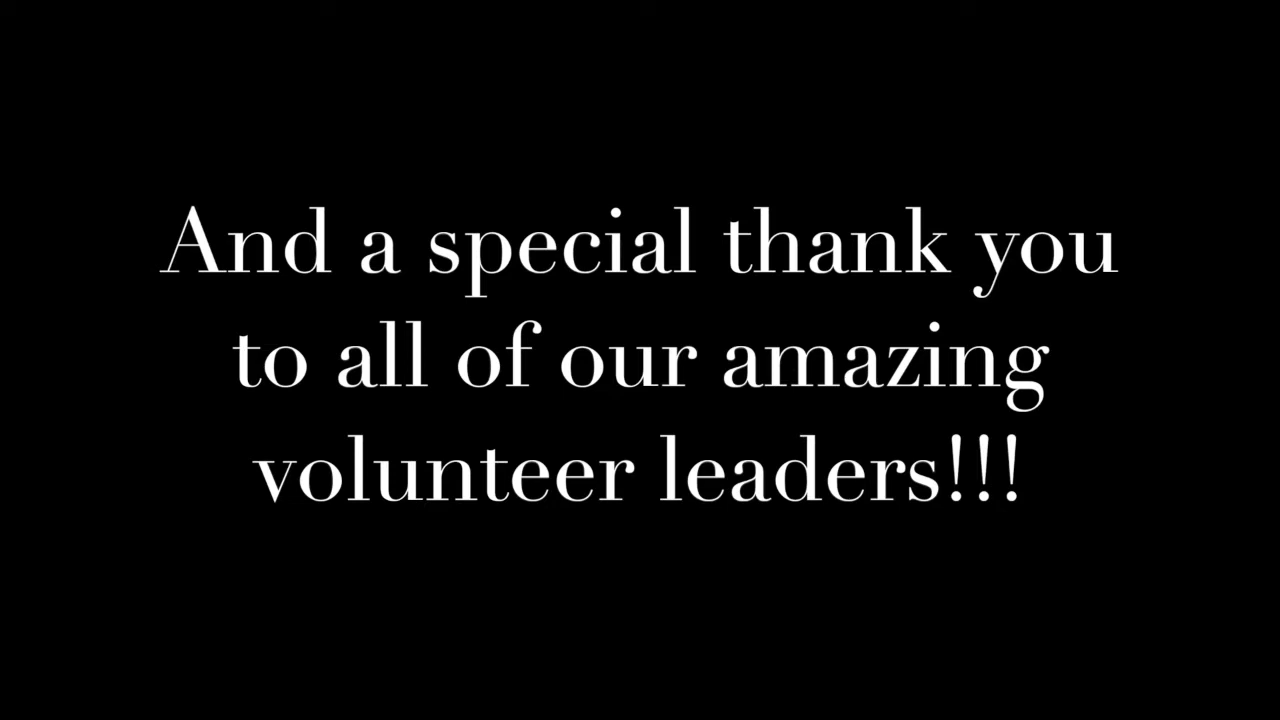 And a special thank you
to all of our amazing
volunteer leaders!!!